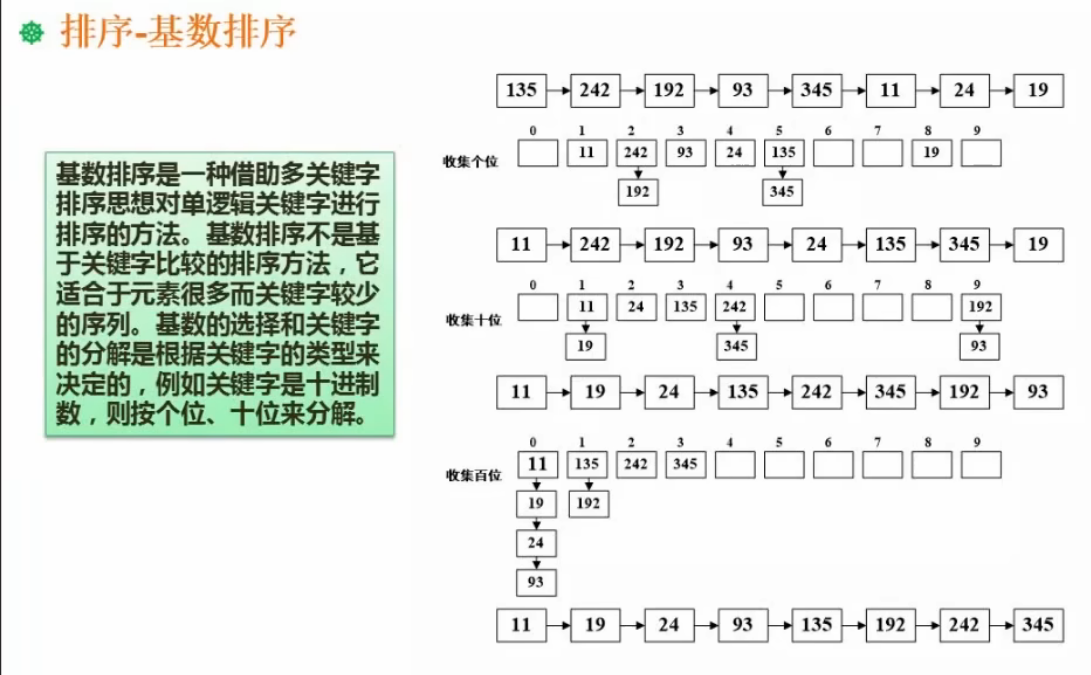 排序-基数排序
基数排序是一种借助多关键字
排序思想对单逻辑关键字进行
排序的方法。基数排序不是基
于关键字比较的排序方法，它
适合于元素很多而关键字较少
的序列。基数的选择和关键字
的分解是根据关键字的类型来
决定的，例如关键字是十进制
数，则按个位、十位来分解。
135 242 192 93 345 11 24 19
0 1 2 3 4 5 6 7 8 9
收集个位 11 242 93 24 135 19
192 345
11 242 192 93 24 135 345 19
0 1 2 3 4 5 6 7 8 9
收集十位 11 24 135 242 192
19 345 93
11 19 24 135 242 345 192 93
0 1 2 3 4 5 6 7 8 9
收集百位 11 135 242 345
19 192
24
93
11 19 24 93 135 192 242 345